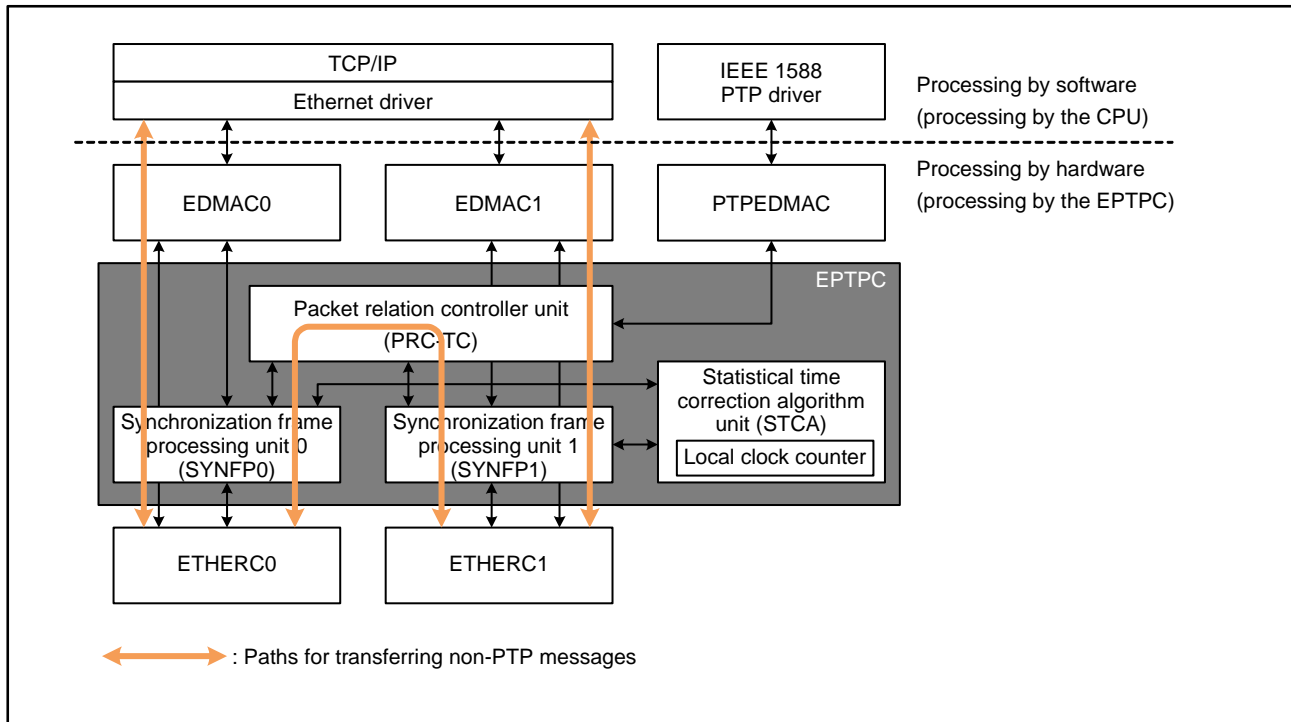 TCP/IP
Ethernet driver
IEEE 1588
PTP driver
Processing by software
(processing by the CPU)
Processing by hardware
(processing by the EPTPC)
EDMAC0
EDMAC1
PTPEDMAC
EPTPC
Packet relation controller unit
(PRC-TC)
Synchronization frame
processing unit 0
(SYNFP0)
Synchronization frame
processing unit 1
(SYNFP1)
Statistical time
correction algorithm
unit (STCA)
Local clock counter
ETHERC0
ETHERC1
: Paths for transferring non-PTP messages